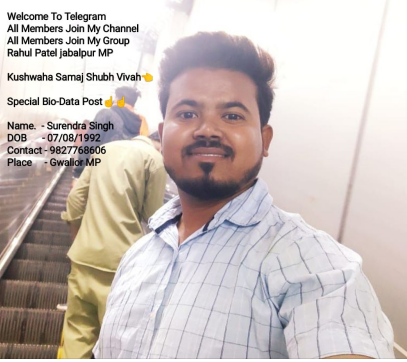 Welcome To Telegram
All Members Join My Channel
All Members Join My Group
Rahul Patel jabalpur MP
Kushwaha Samaj Shubh Vivah👈
Special Bio-Data Post👍👍
Name. - Surendra Singh
DOB - 07/08/1992
Contact - 9827768606
Place - Gwalior MP